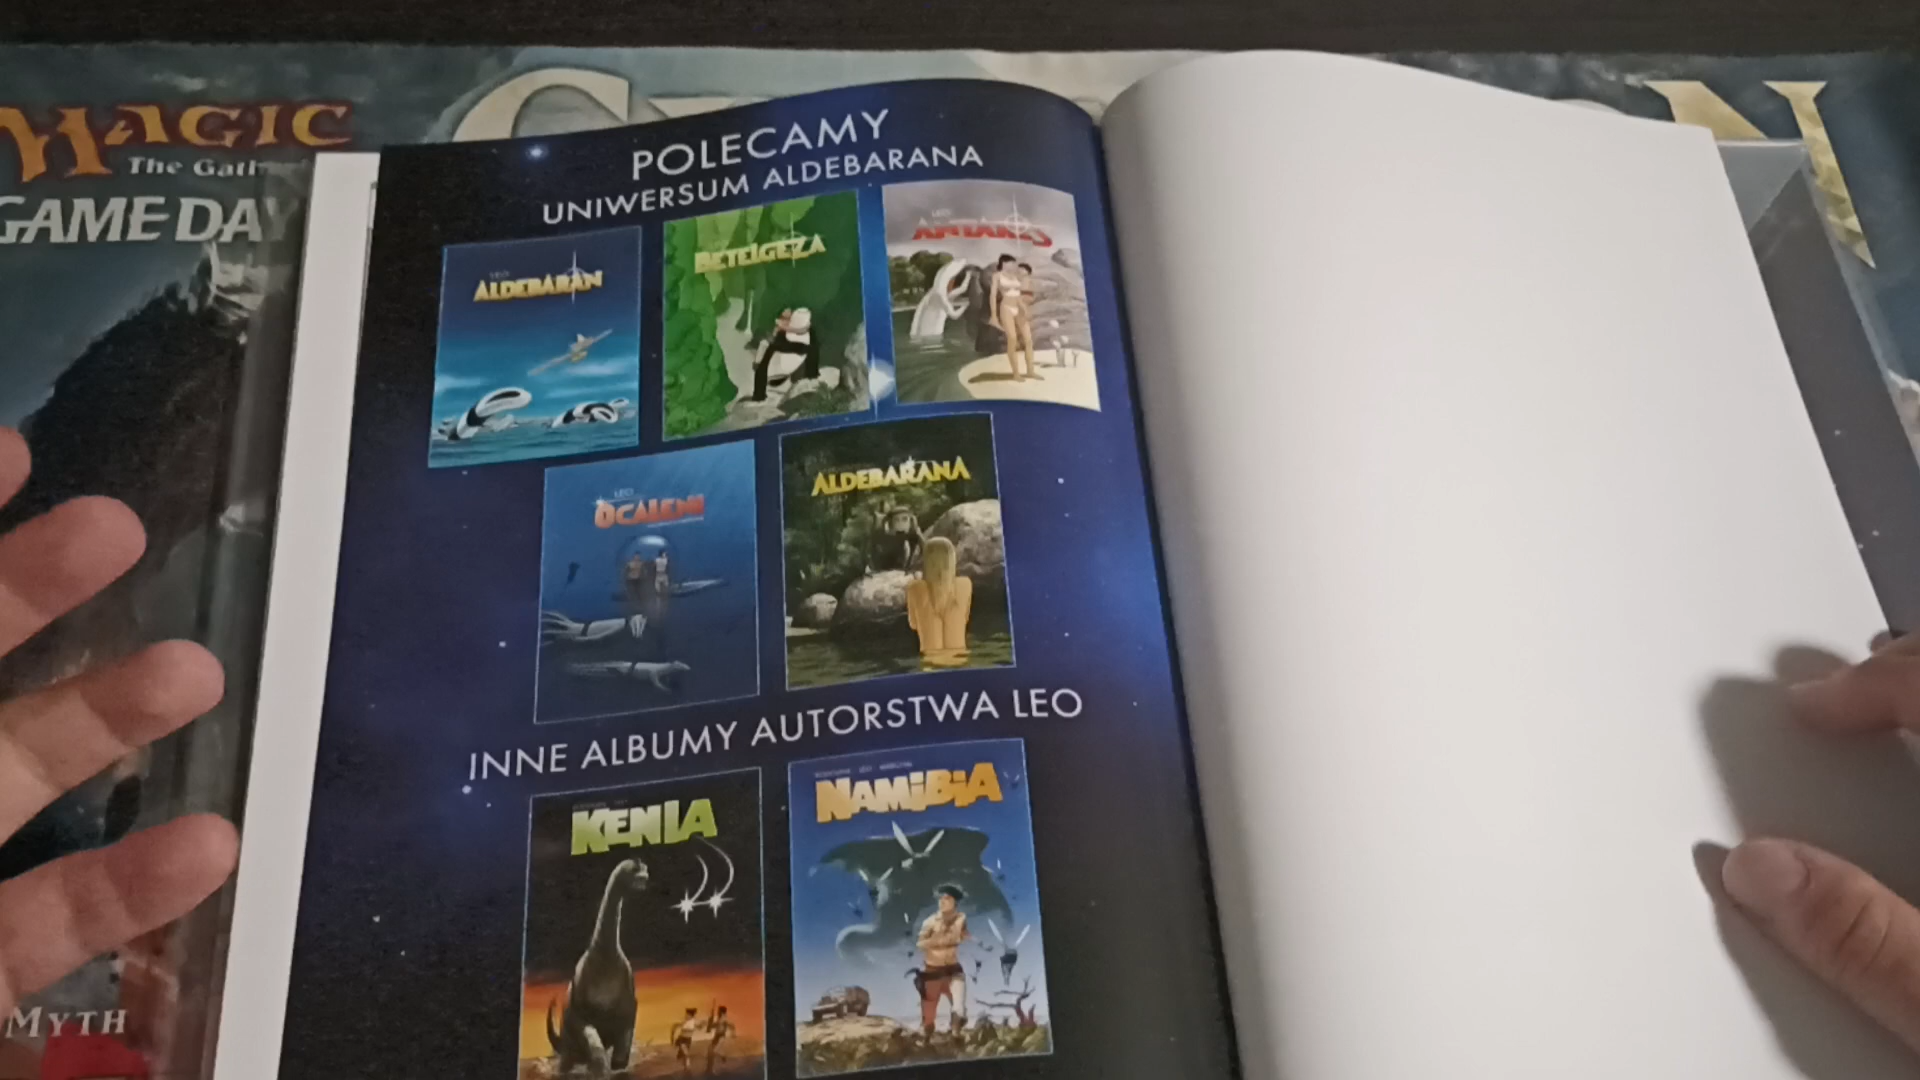 MAGIC
The Gath
GAME DAY
N
POLECAMY
UNIWERSUM ALDEBARANA
LEO
ALDEBARAN
BETELGEZA
LEO
ANTARES
LEO
OCALENI
ALDEBARANA
INNE ALBUMY AUTORSTWA LEO
KENIA
NAMIBIA
MYTH